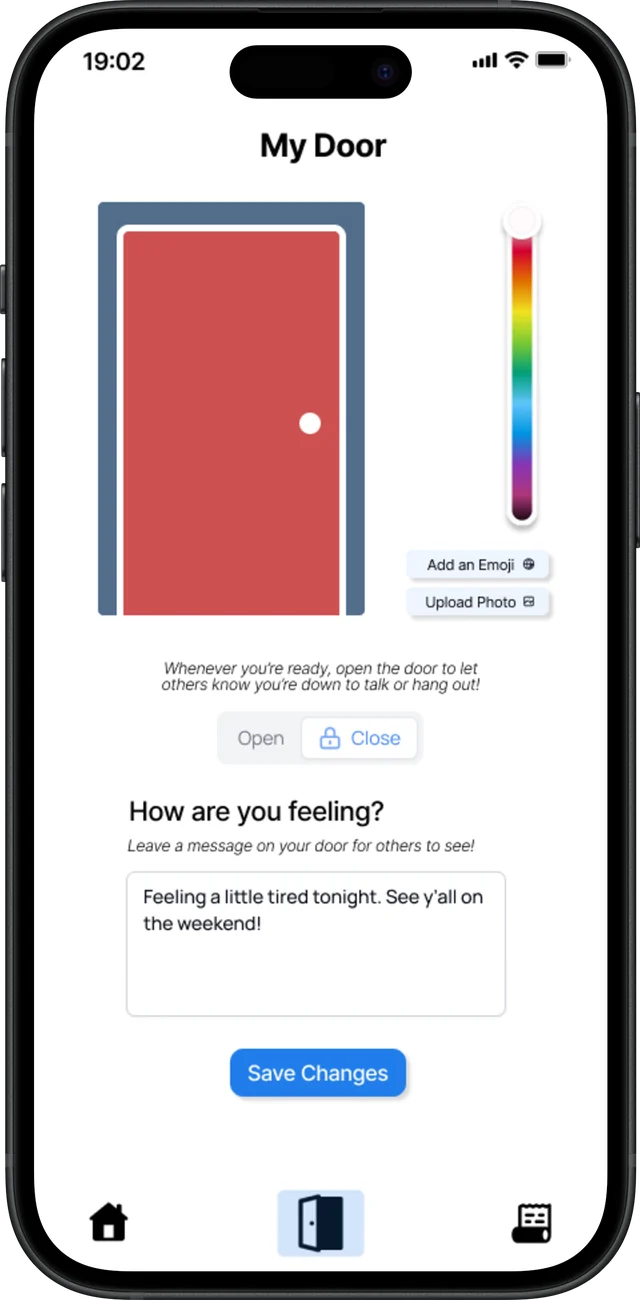 19:02
My Door
Add an Emoji
Upload Photo
Whenever you're ready, open the door to let
others know you're down to talk or hang out!
Open
Close
How are you feeling?
Leave a message on your door for others to see!
Feeling a little tired tonight. See y'all on
the weekend!
Save Changes